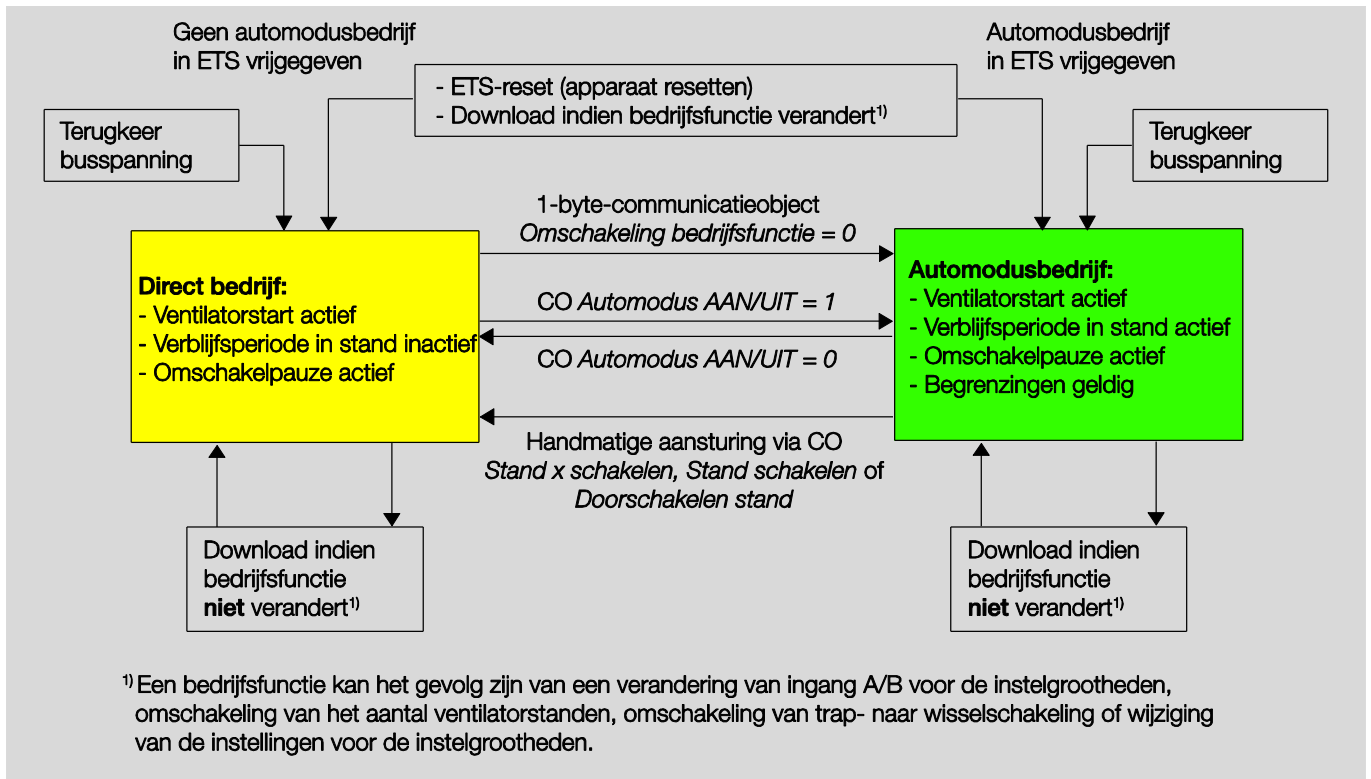 Geen automodusbedrijf
in ETS vrijgegeven
Automodusbedrijf
in ETS vrijgegeven
- ETS-reset (apparaat resetten)
- Download indien bedrijfsfunctie verandert¹⁾
Terugkeer
busspanning
Terugkeer
busspanning
1-byte-communicatieobject
Omschakeling bedrijfsfunctie = 0
Direct bedrijf:
- Ventilatorstart actief
- Verblijfsperiode in stand inactief
- Omschakelpauze actief
CO Automodus AAN/UIT = 1
CO Automodus AAN/UIT = 0
Automodusbedrijf:
- Ventilatorstart actief
- Verblijfsperiode in stand actief
- Omschakelpauze actief
- Begrenzingen geldig
Handmatige aansturing via CO
Stand x schakelen, Stand schakelen of
Doorschakelen stand
Download indien
bedrijfsfunctie
niet verandert¹⁾
Download indien
bedrijfsfunctie
niet verandert¹⁾
¹⁾ Een bedrijfsfunctie kan het gevolg zijn van een verandering van ingang A/B voor de instelgrootheden,
omschakeling van het aantal ventilatorstanden, omschakeling van trap- naar wisselschakeling of wijziging
van de instellingen voor de instelgrootheden.